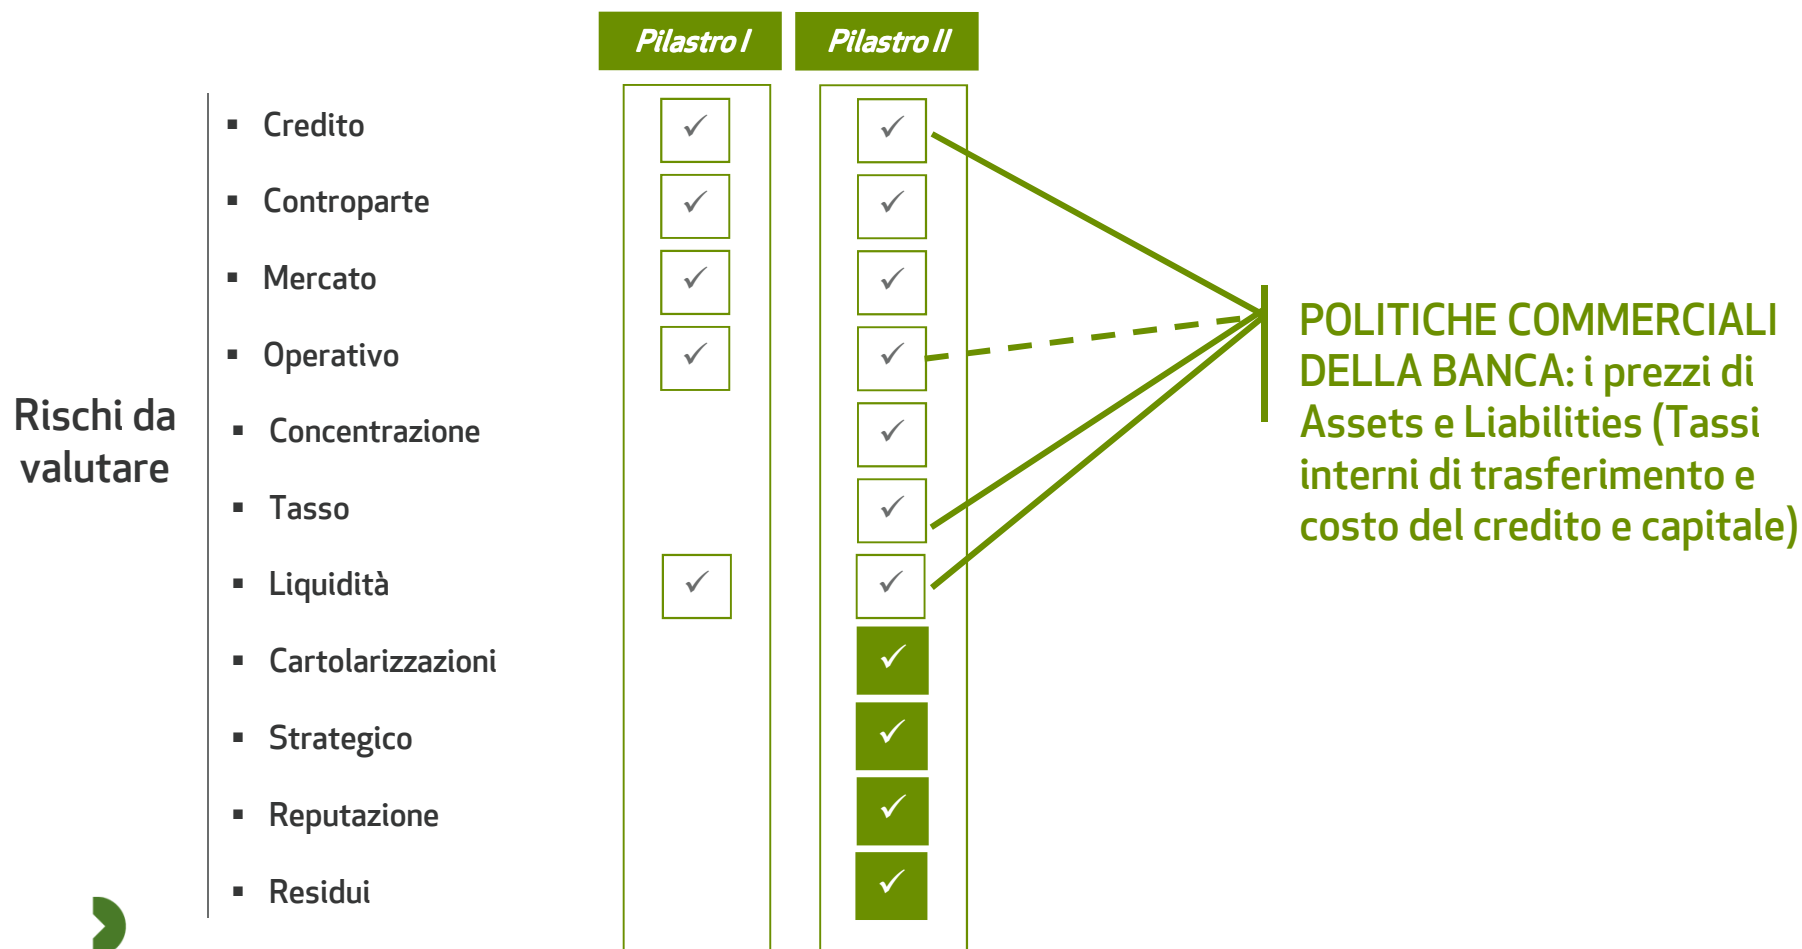 Pilastro I
Pilastro II
▪ Credito ✓ ✓
▪ Controparte ✓ ✓
▪ Mercato ✓ ✓
▪ Operativo ✓ ✓
▪ Concentrazione ✓
▪ Tasso ✓
▪ Liquidità ✓ ✓
▪ Cartolarizzazioni ✓
▪ Strategico ✓
▪ Reputazione ✓
▪ Residui ✓
Rischi da
valutare
POLITICHE COMMERCIALI
DELLA BANCA: i prezzi di
Assets e Liabilities (Tassi
interni di trasferimento e
costo del credito e capitale)